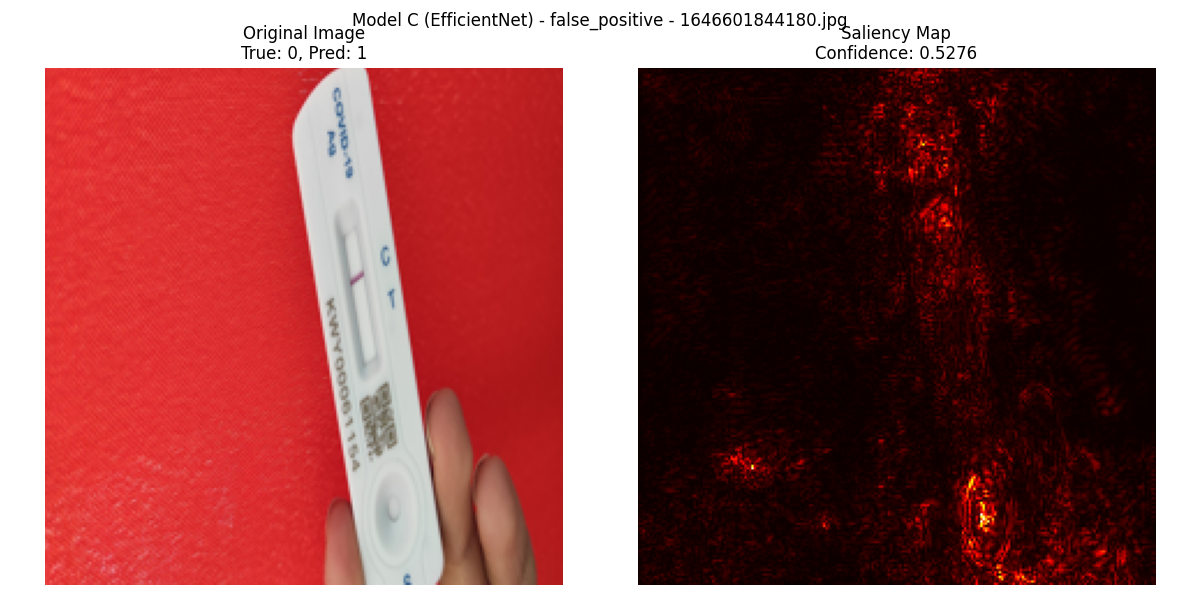 Model C (EfficientNet) - false_positive - 1646601844180.jpg
Original Image
True: 0, Pred: 1
Saliency Map
Confidence: 0.5276
COVID-19
Ag
C
T
KWY00061154
S